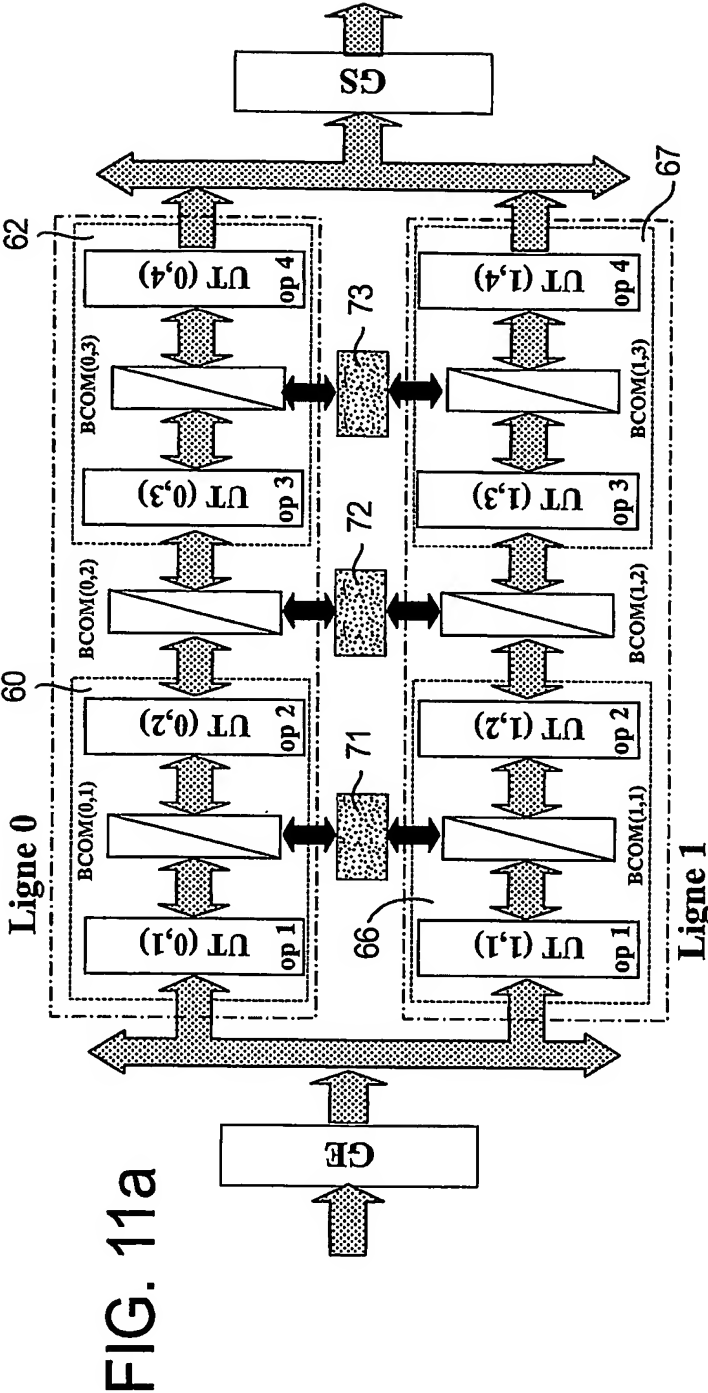 FIG. 11a
GE
Ligne 0
60
62
BCOM(0,1)
BCOM(0,2)
BCOM(0,3)
UT (0,1)
op 1
UT (0,2)
op 2
UT (0,3)
op 3
UT (0,4)
op 4
71
72
73
66
67
UT (1,1)
op 1
UT (1,2)
op 2
UT (1,3)
op 3
UT (1,4)
op 4
BCOM(1,1)
BCOM(1,2)
BCOM(1,3)
Ligne 1
GS